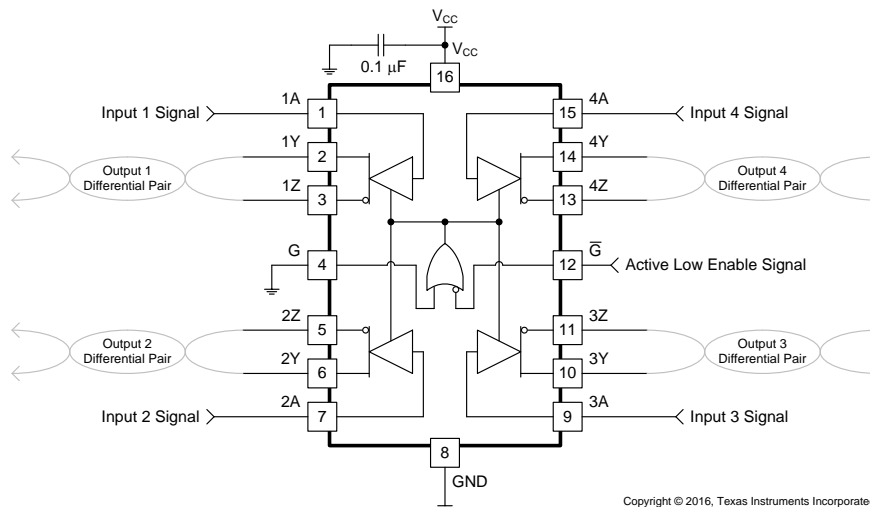 V_CC
V_CC
0.1 μF
16
Input 1 Signal
1A
1
15
4A
Input 4 Signal
Output 1
Differential Pair
1Y
2
14
4Y
Output 4
Differential Pair
1Z
3
13
4Z
G
4
12
G̅
Active Low Enable Signal
Output 2
Differential Pair
2Z
5
11
3Z
Output 3
Differential Pair
2Y
6
10
3Y
Input 2 Signal
2A
7
9
3A
Input 3 Signal
8
GND
Copyright © 2016, Texas Instruments Incorporate